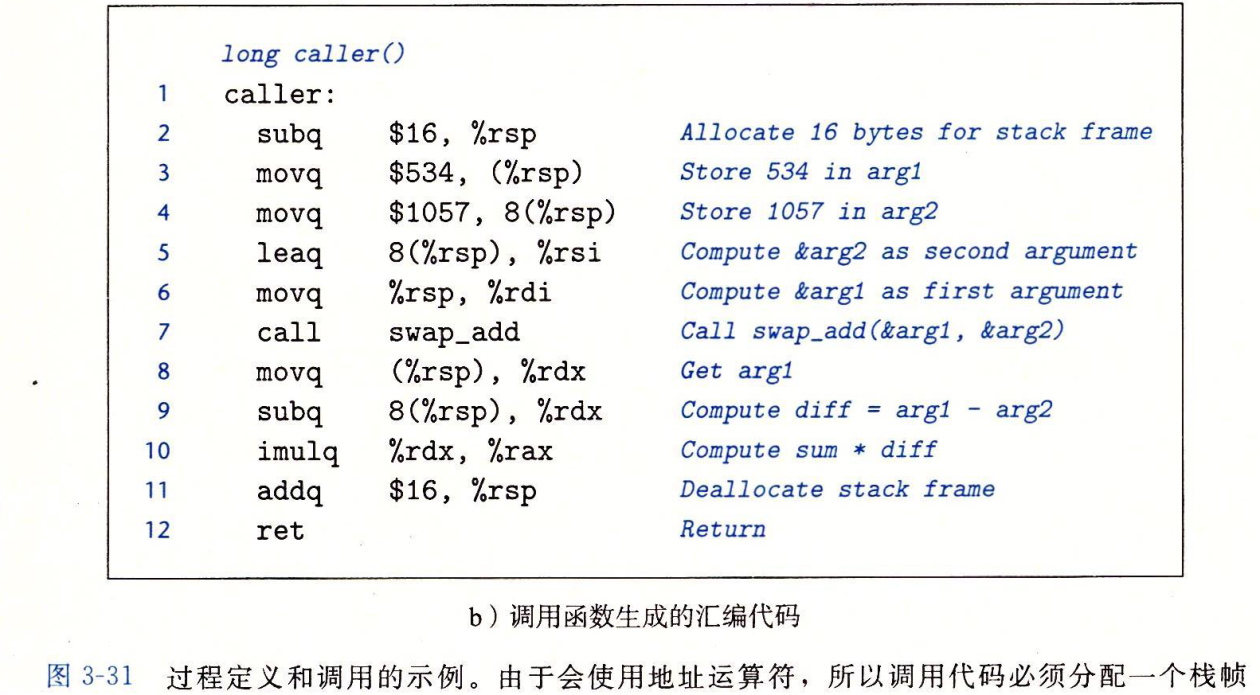 long caller()
1 caller:
2 subq $16, %rsp Allocate 16 bytes for stack frame
3 movq $534, (%rsp) Store 534 in arg1
4 movq $1057, 8(%rsp) Store 1057 in arg2
5 leaq 8(%rsp), %rsi Compute &arg2 as second argument
6 movq %rsp, %rdi Compute &arg1 as first argument
7 call swap_add Call swap_add(&arg1, &arg2)
8 movq (%rsp), %rdx Get arg1
9 subq 8(%rsp), %rdx Compute diff = arg1 - arg2
10 imulq %rdx, %rax Compute sum * diff
11 addq $16, %rsp Deallocate stack frame
12 ret Return
b）调用函数生成的汇编代码
图 3-31 过程定义和调用的示例。由于会使用地址运算符，所以调用代码必须分配一个栈帧